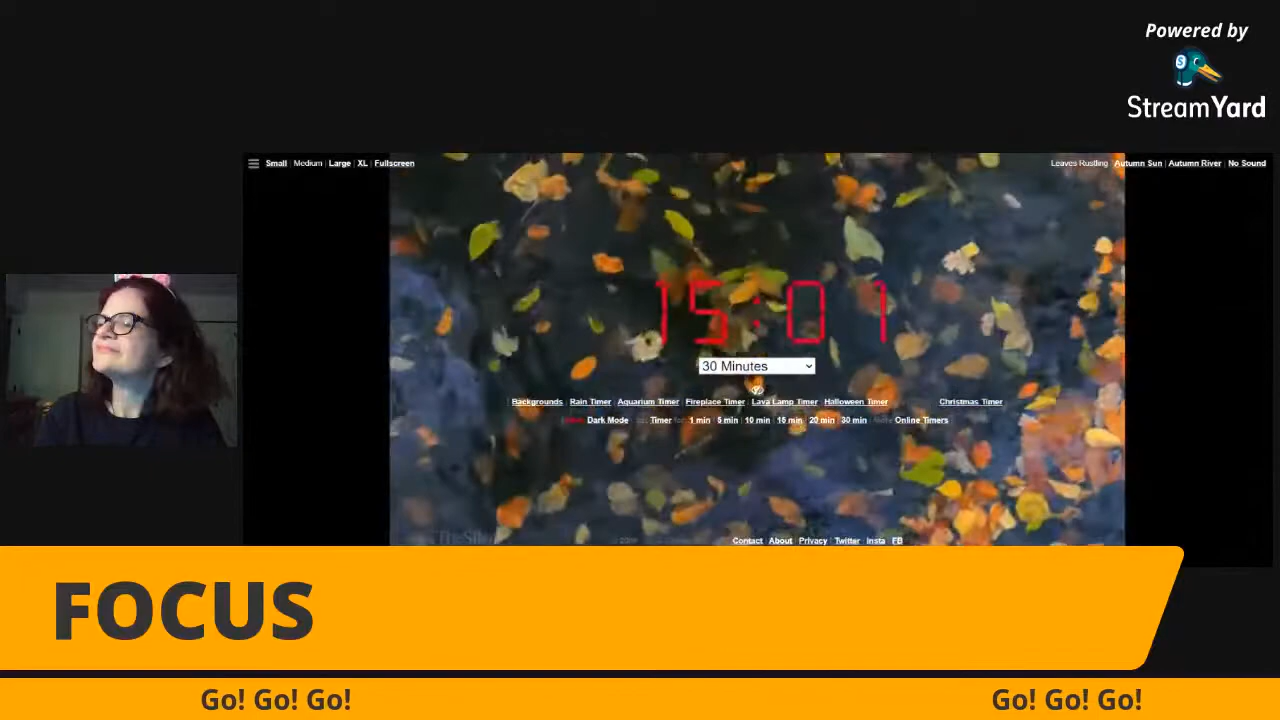 Powered by
StreamYard
Small | Medium | Large | XL | Fullscreen
Leaves Rustling | Autumn Sun | Autumn River | No Sound
15:01
30 Minutes
Backgrounds Rain Timer Aquarium Timer Fireplace Timer Lava Lamp Timer Halloween Timer Christmas Timer
Dark Mode Timer 1 min 5 min 10 min 15 min 20 min 30 min Online Timers
Contact About Privacy Twitter Insta FB
FOCUS
Go! Go! Go! Go! Go! Go!